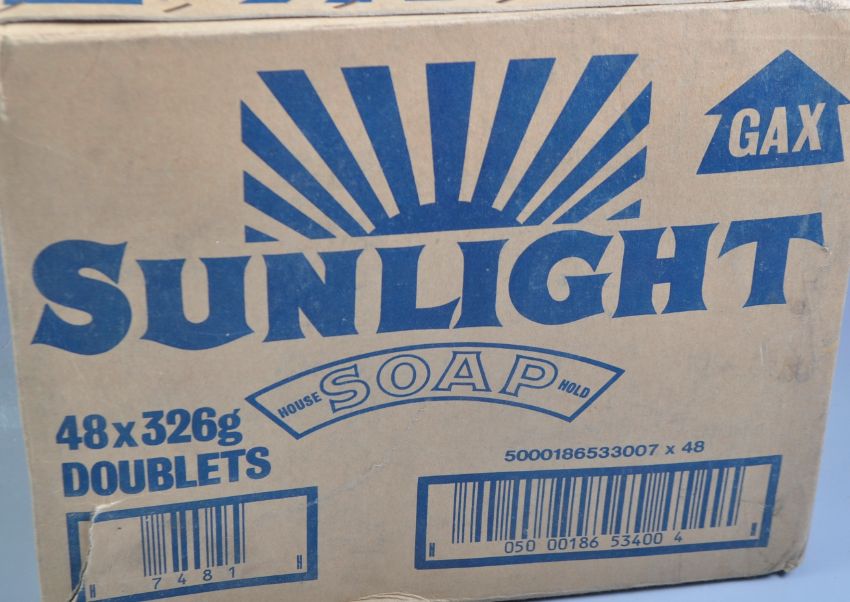 GAX
SUNLIGHT
HOUSE SOAP HOLD
48 x 326g
DOUBLETS
5000186533007 x 48
7481
H H
050 00186 53400 4
H H